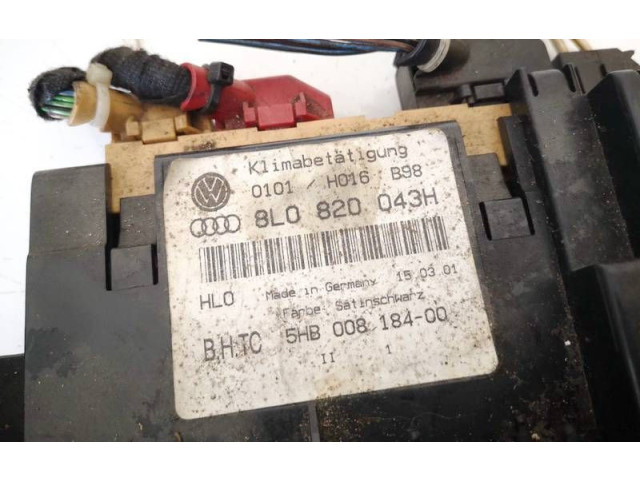 Klimabetätigung
0101 / H016 B98
8L0 820 043H
HLO Made in Germany 15.03.01
Farbe: Satinschwarz
B.H.TC 5HB 008 184-00
II 1